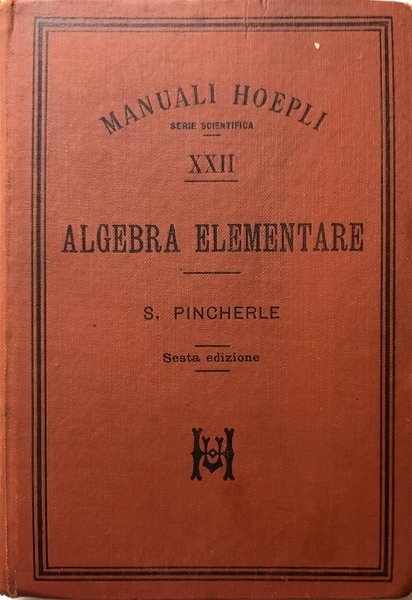 MANUALI HOEPLI
SERIE SCIENTIFICA
XXII
ALGEBRA ELEMENTARE
S. PINCHERLE
Sesta edizione